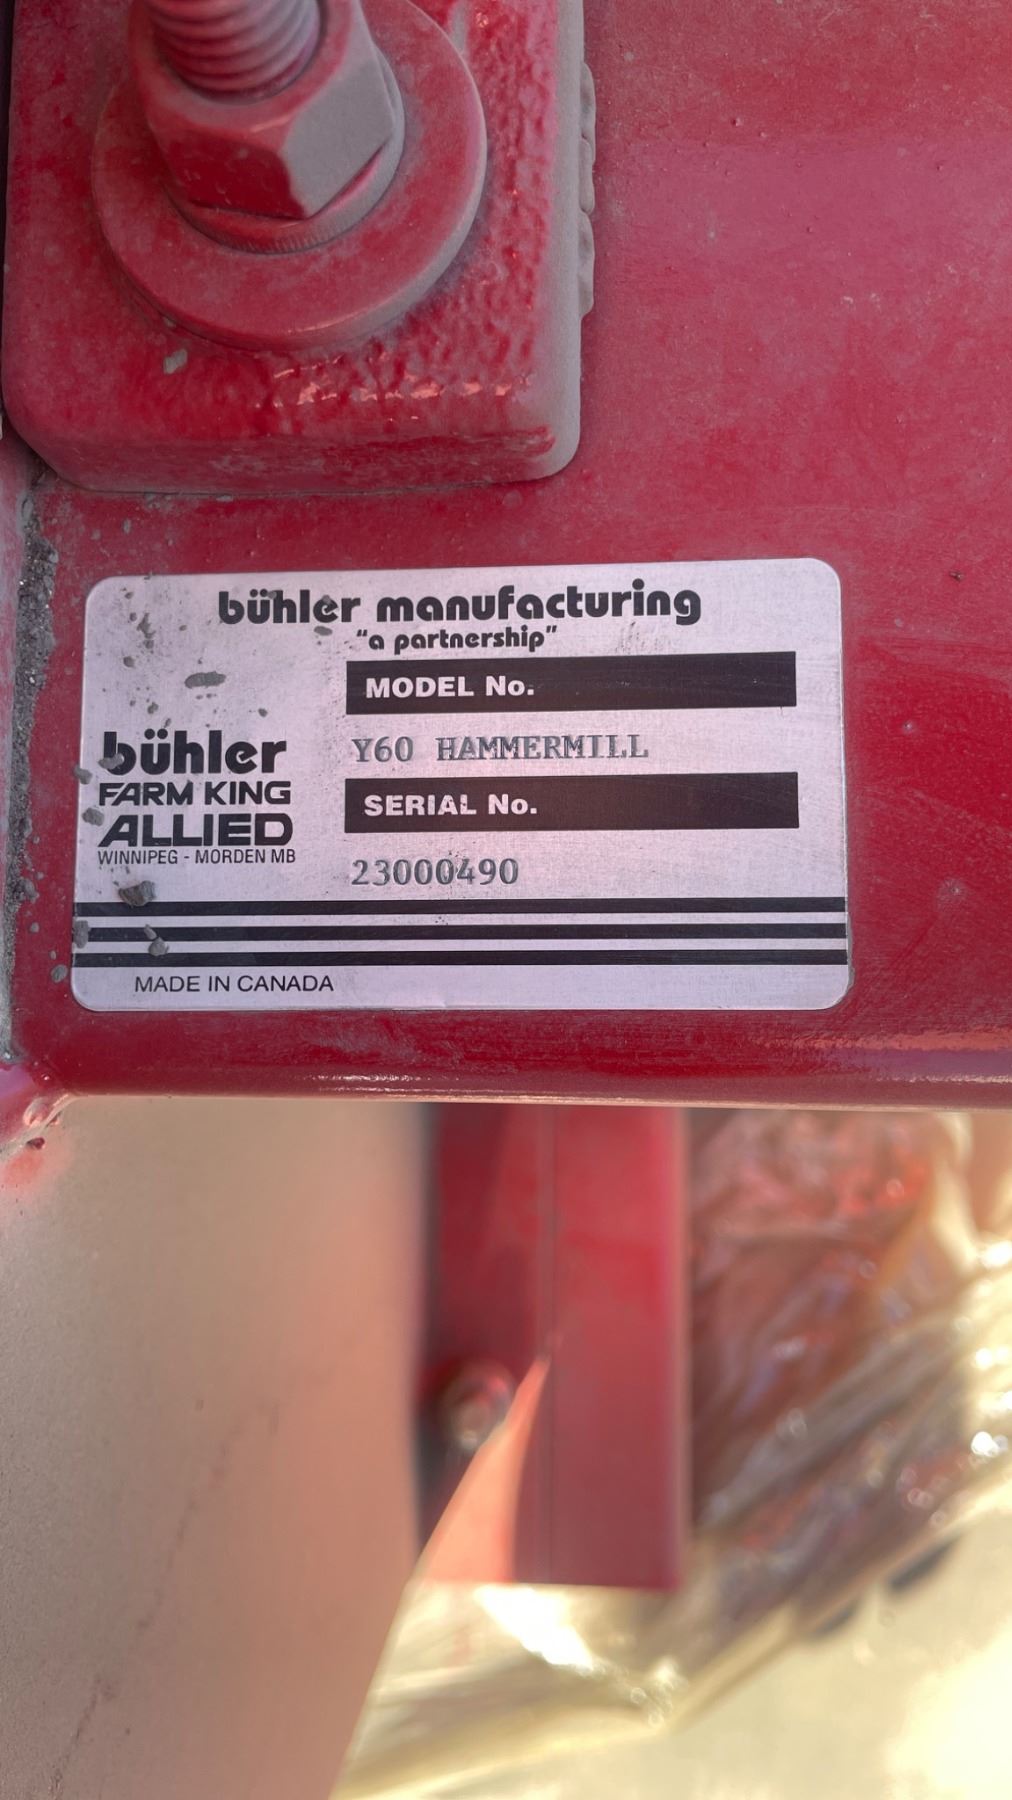 bühler manufacturing
"a partnership"
MODEL No.
Y60 HAMMERMILL
SERIAL No.
23000490
bühler
FARM KING
ALLIED
WINNIPEG - MORDEN MB
MADE IN CANADA